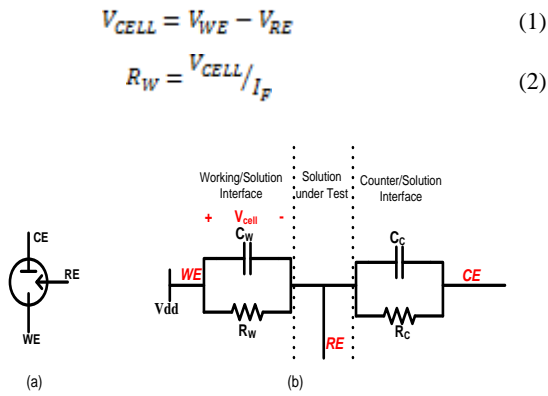 V_CELL = V_WE − V_RE (1)
R_W = V_CELL / I_F (2)
Working/Solution Interface
Solution under Test
Counter/Solution Interface
+ V_cell -
C_W
C_C
CE
RE
WE
(a)
WE
Vdd
R_W
RE
CE
R_C
(b)